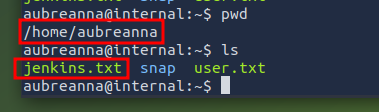 aubreanna@internal:~$ pwd
/home/aubreanna
aubreanna@internal:~$ ls
jenkins.txt snap user.txt
aubreanna@internal:~$